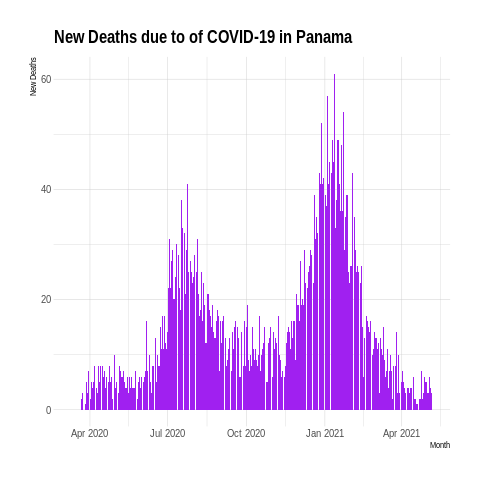 New Deaths due to of COVID-19 in Panama
New Deaths
60
40
20
0
Apr 2020 Jul 2020 Oct 2020 Jan 2021 Apr 2021
Month